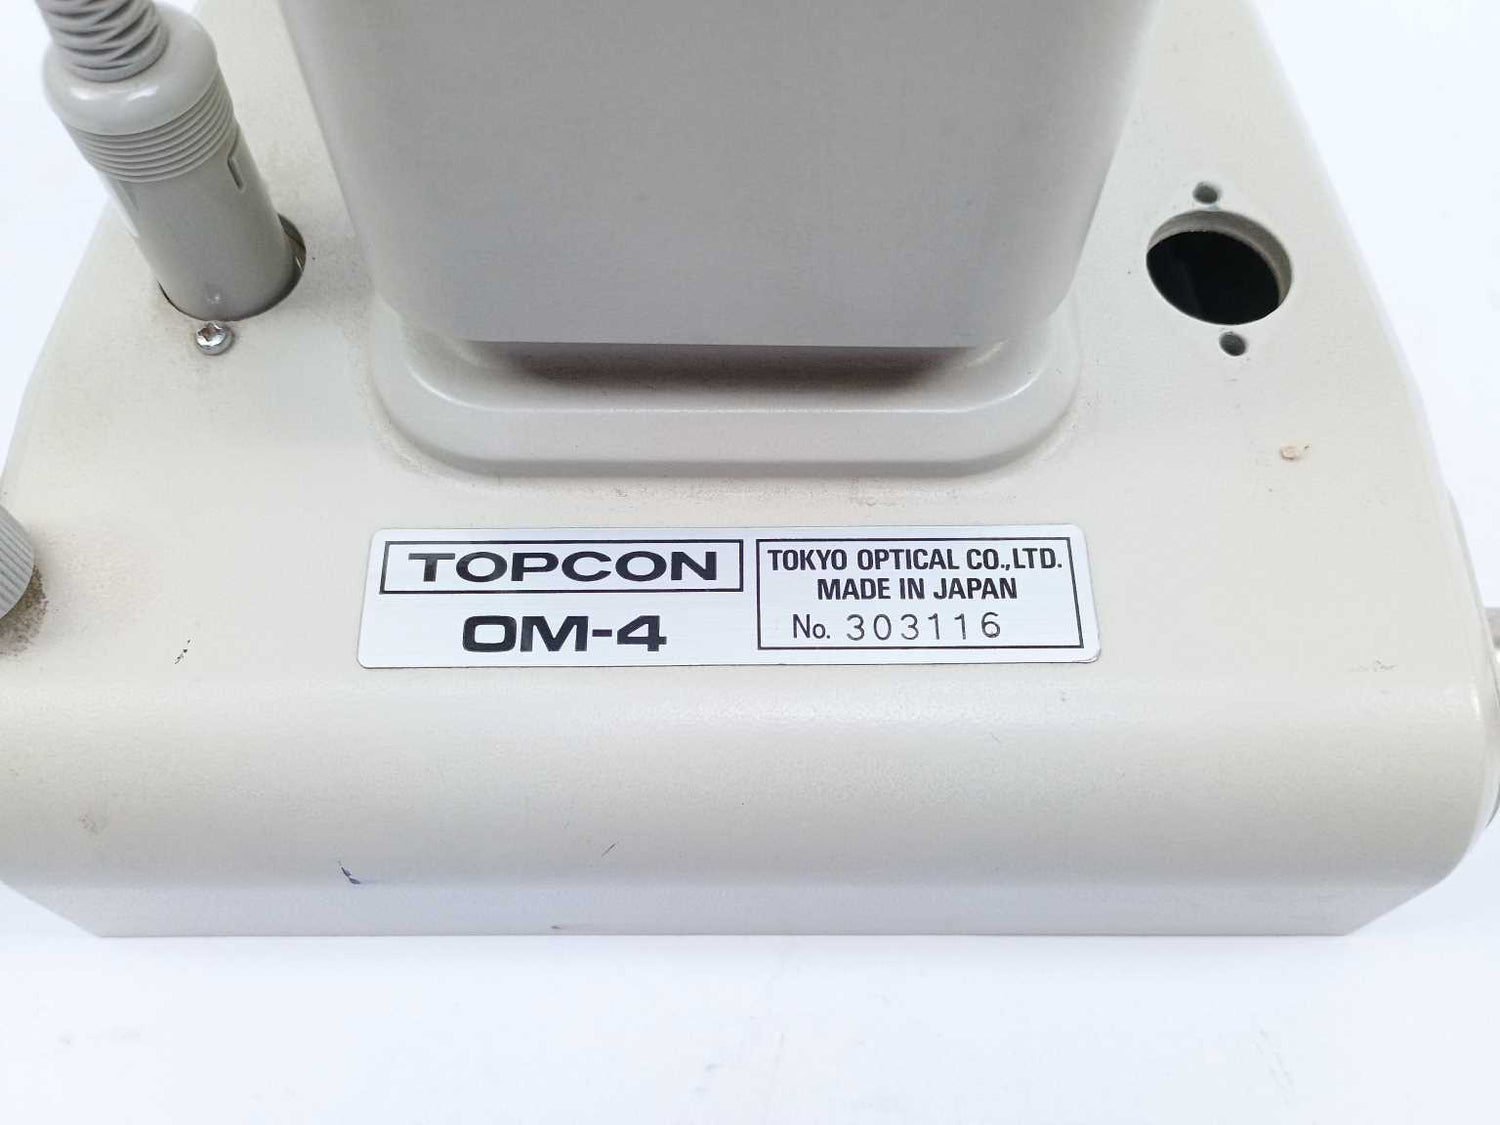 TOPCON
OM-4
TOKYO OPTICAL CO.,LTD.
MADE IN JAPAN
No. 303116